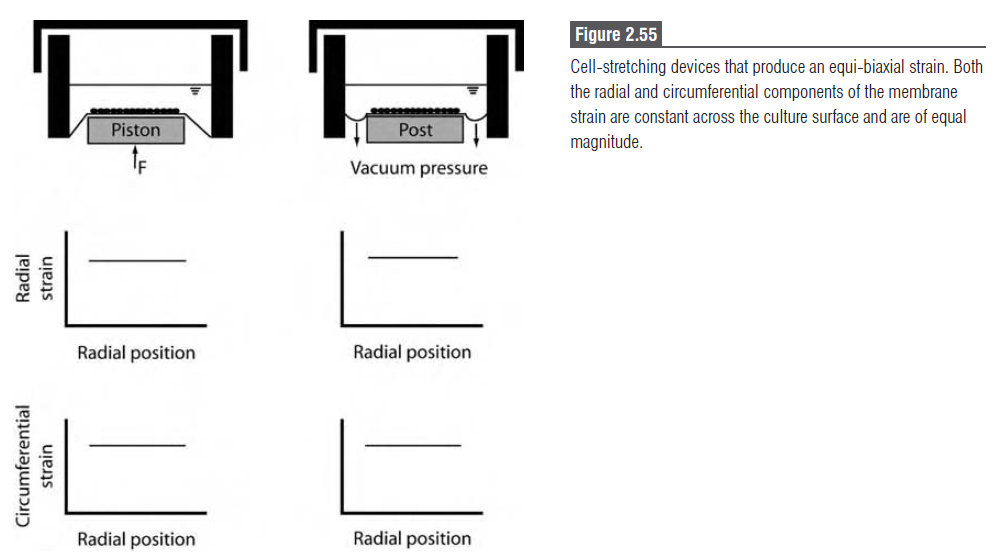 Figure 2.55
Cell-stretching devices that produce an equi-biaxial strain. Both
the radial and circumferential components of the membrane
strain are constant across the culture surface and are of equal
magnitude.
Piston
F
Post
Vacuum pressure
Radial
strain
Radial position
Radial position
Circumferential
strain
Radial position
Radial position